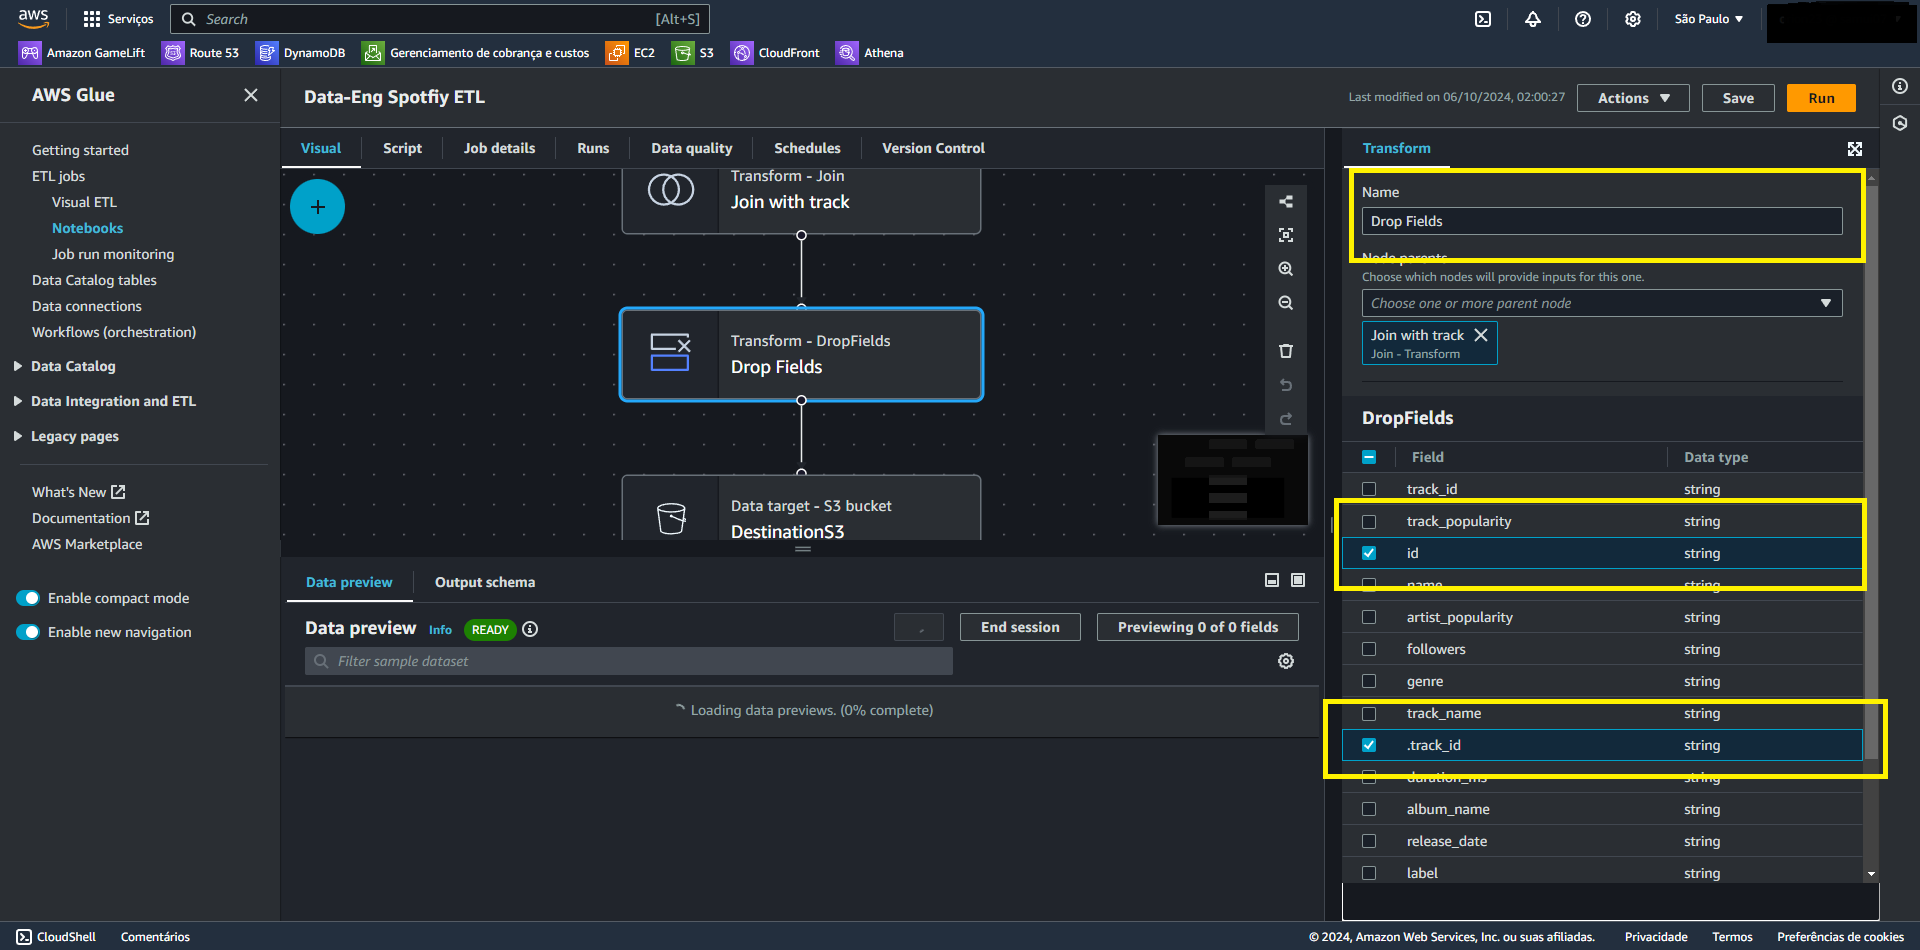 aws
Serviços
Search
[Alt+S]
São Paulo
Amazon GameLift
Route 53
DynamoDB
Gerenciamento de cobrança e custos
EC2
S3
CloudFront
Athena
AWS Glue
Getting started
ETL jobs
Visual ETL
Notebooks
Job run monitoring
Data Catalog tables
Data connections
Workflows (orchestration)
Data Catalog
Data Integration and ETL
Legacy pages
What's New
Documentation
AWS Marketplace
Enable compact mode
Enable new navigation
Data-Eng Spotfiy ETL
Last modified on 06/10/2024, 02:00:27
Actions
Save
Run
Visual
Script
Job details
Runs
Data quality
Schedules
Version Control
Transform - Join
Join with track
Transform - DropFields
Drop Fields
Data target - S3 bucket
DestinationS3
Data preview
Output schema
Data preview
Info
READY
End session
Previewing 0 of 0 fields
Filter sample dataset
Loading data previews. (0% complete)
Transform
Name
Drop Fields
Node parents
Choose which nodes will provide inputs for this one.
Choose one or more parent node
Join with track
Join - Transform
DropFields
Field Data type
track_id string
track_popularity string
id string
name string
artist_popularity string
followers string
genre string
track_name string
.track_id string
duration_ms string
album_name string
release_date string
label string
CloudShell
Comentários
© 2024, Amazon Web Services, Inc. ou suas afiliadas.
Privacidade
Termos
Preferências de cookies